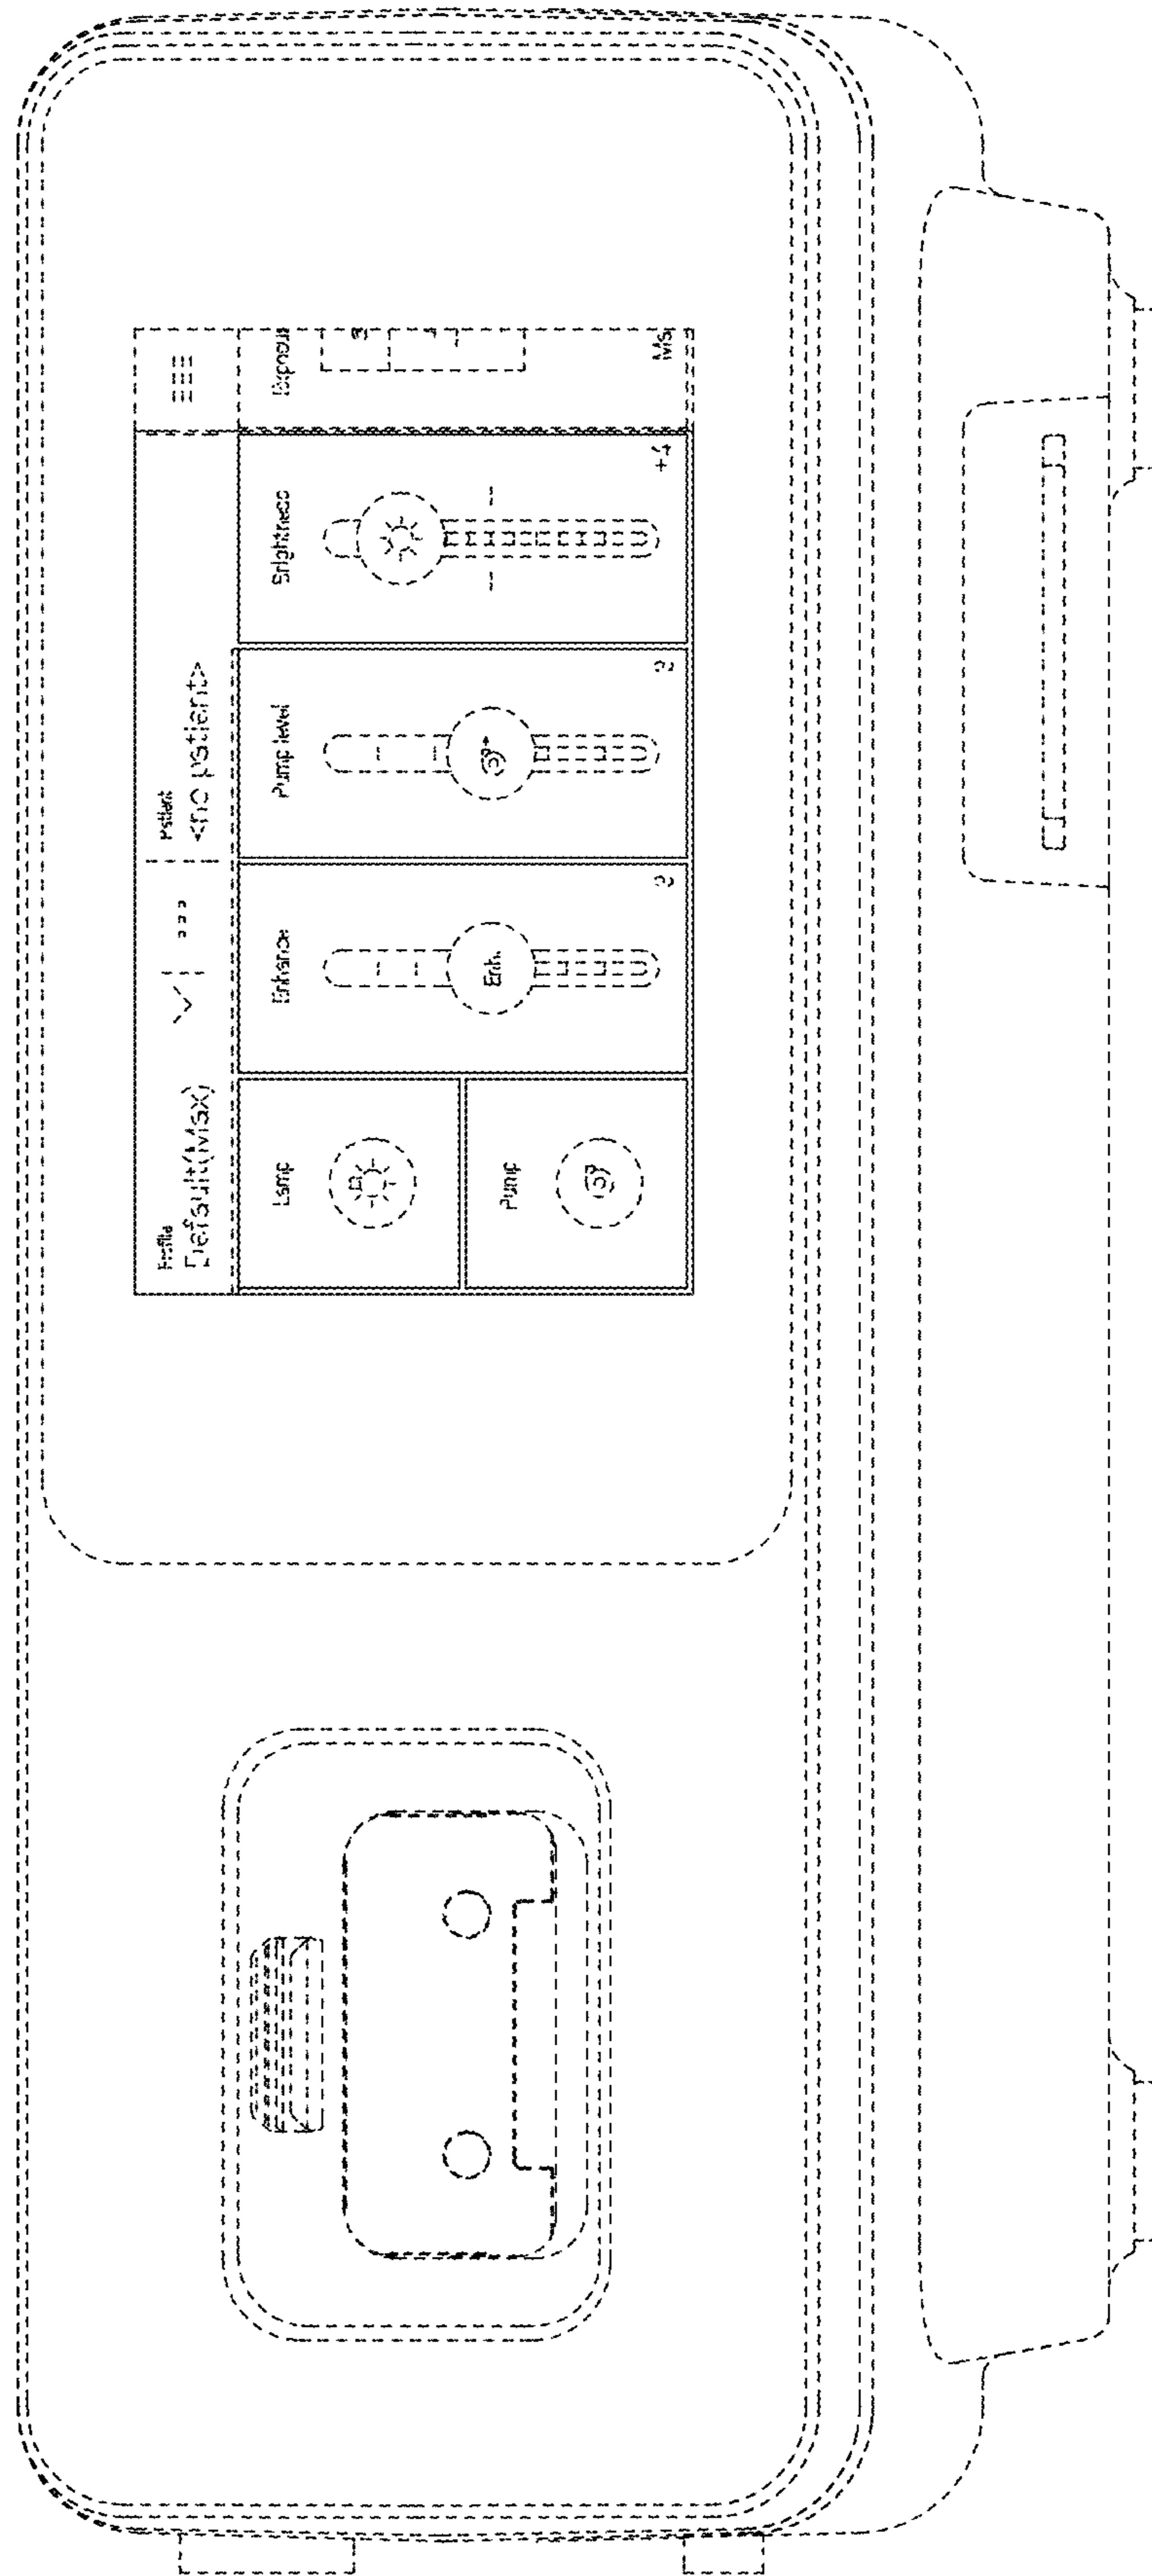 Profile
Default(Max)
Patient
<no patient>
Lamp
Pump
Enhance
Enh.
Pump level
Brightness
+4